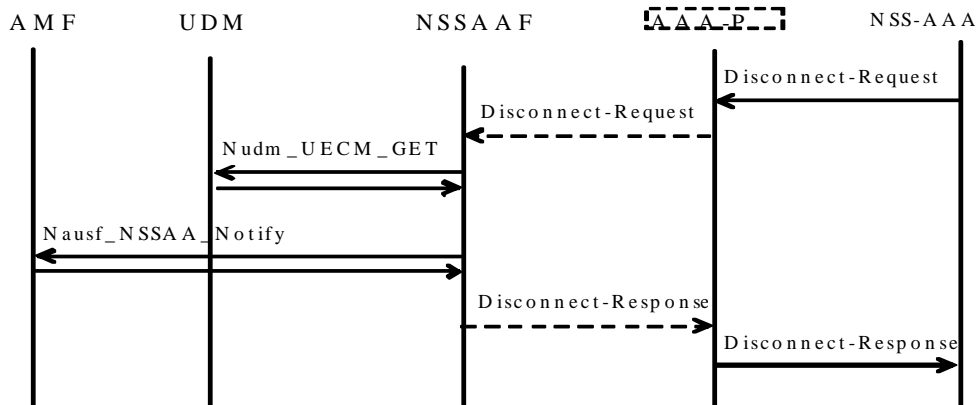 AMF UDM NSSAAF AAA-P NSS-AAA
Disconnect-Request
Disconnect-Request
Nudm_UECM_GET
Nausf_NSSAA_Notify
Disconnect-Response
Disconnect-Response